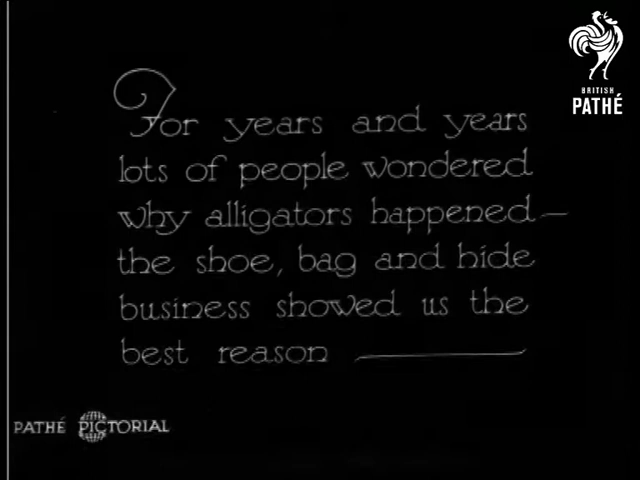 BRITISH
PATHÉ
For years and years
lots of people wondered
why alligators happened—
the shoe, bag and hide
business showed us the
best reason ———
PATHÉ PICTORIAL